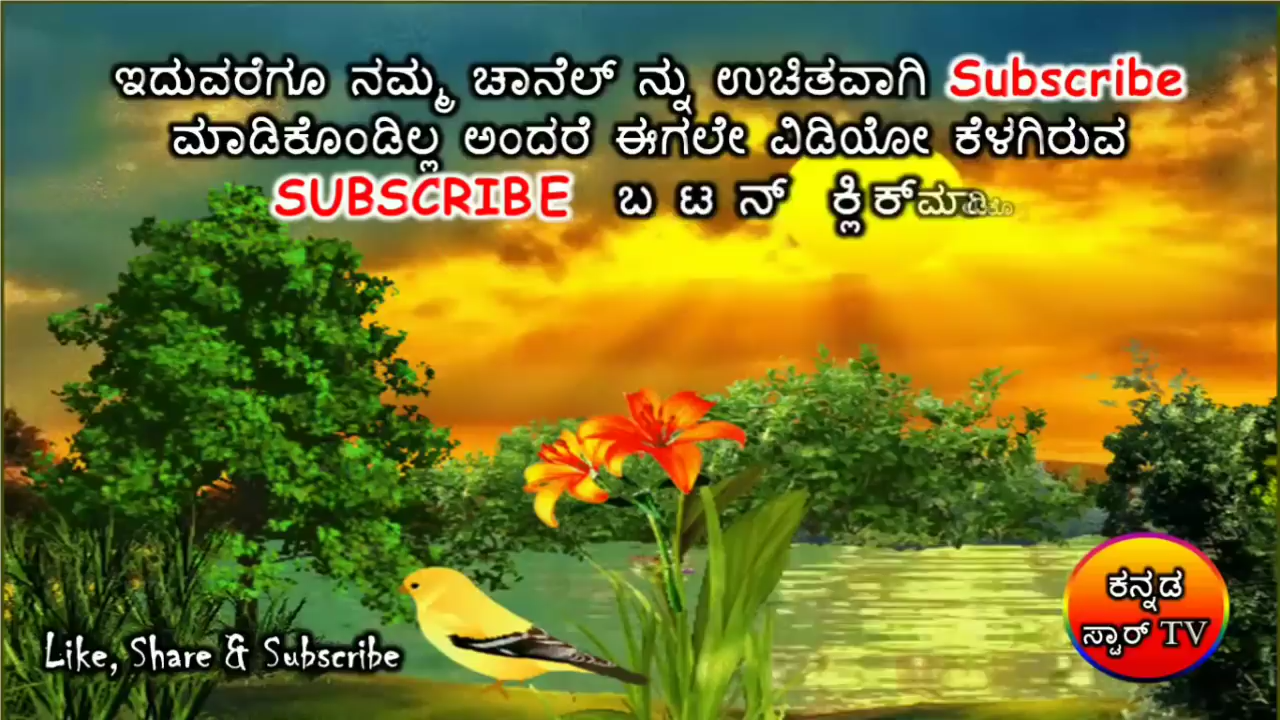 ಇದುವರೆಗೂ ನಮ್ಮ ಚಾನೆಲ್ ನ್ನು ಉಚಿತವಾಗಿ Subscribe
ಮಾಡಿಕೊಂಡಿಲ್ಲ ಅಂದರೆ ಈಗಲೇ ವಿಡಿಯೋ ಕೆಳಗಿರುವ
SUBSCRIBE ಬ ಟ ನ್ ಕ್ಲಿಕ್
Like, Share & Subscribe
ಕನ್ನಡ
ಸ್ಟಾರ್ TV